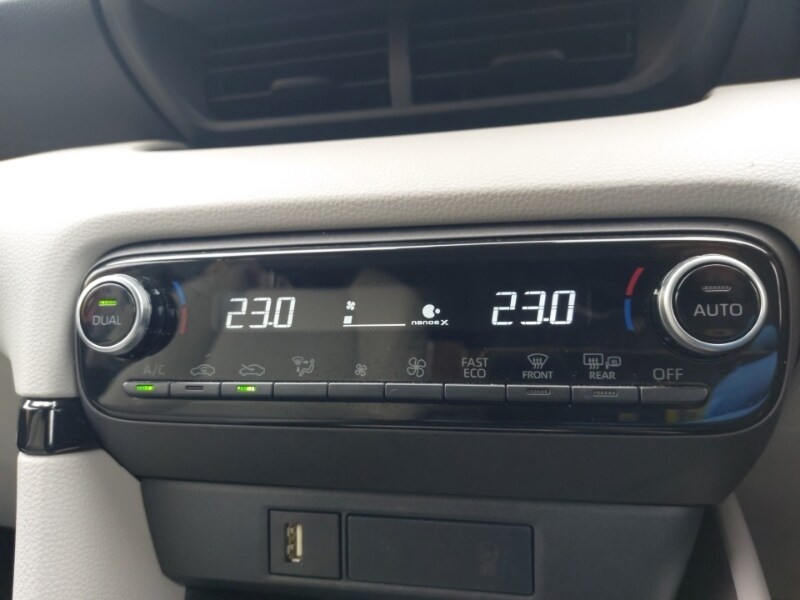 DUAL
23.0
nanoe X
23.0
AUTO
A/C
FAST
ECO
FRONT
REAR
OFF